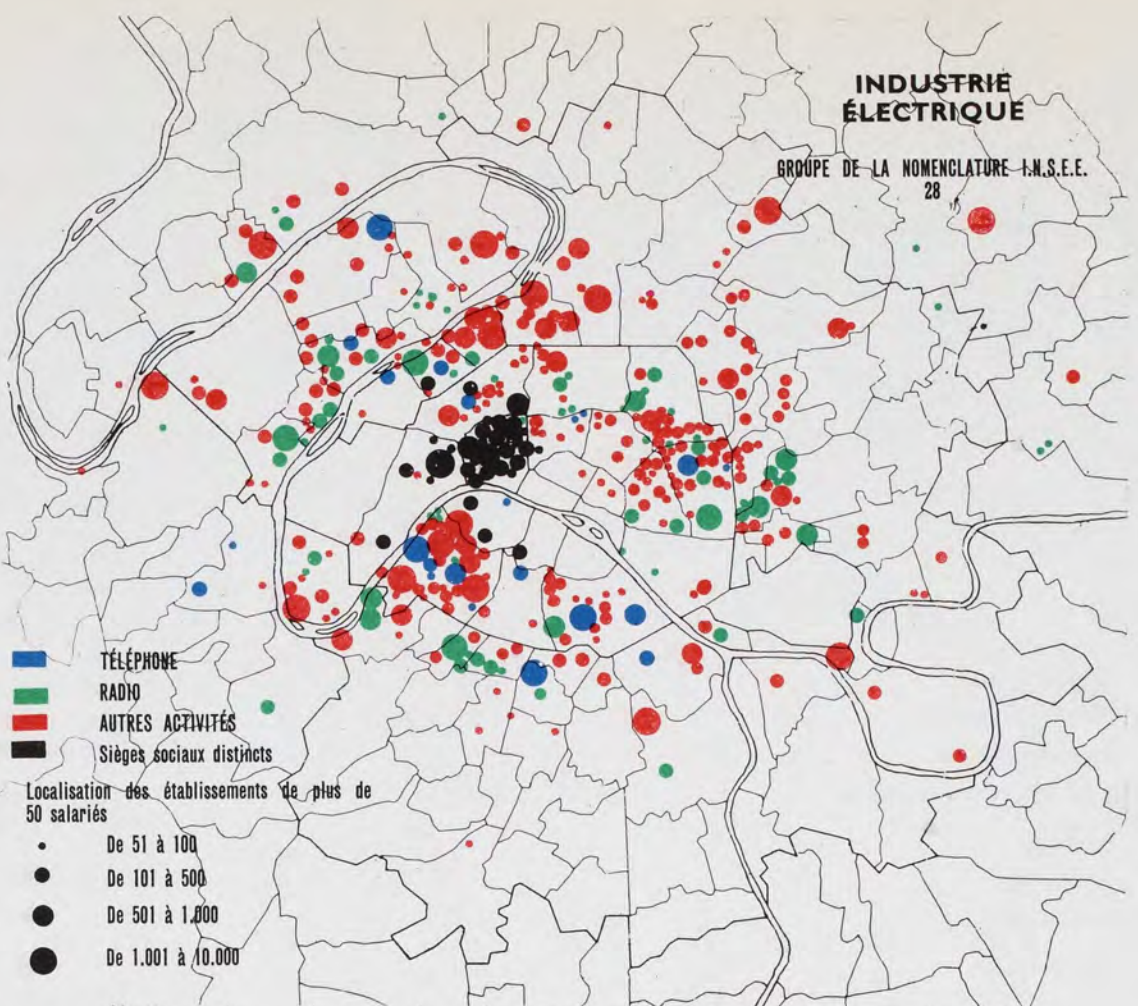 INDUSTRIE
ÉLECTRIQUE
GROUPE DE LA NOMENCLATURE I.N.S.E.E.
28
TÉLÉPHONE
RADIO
AUTRES ACTIVITÉS
Sièges sociaux distincts
Localisation des établissements de plus de
50 salariés
De 51 à 100
De 101 à 500
De 501 à 1.000
De 1.001 à 10.000